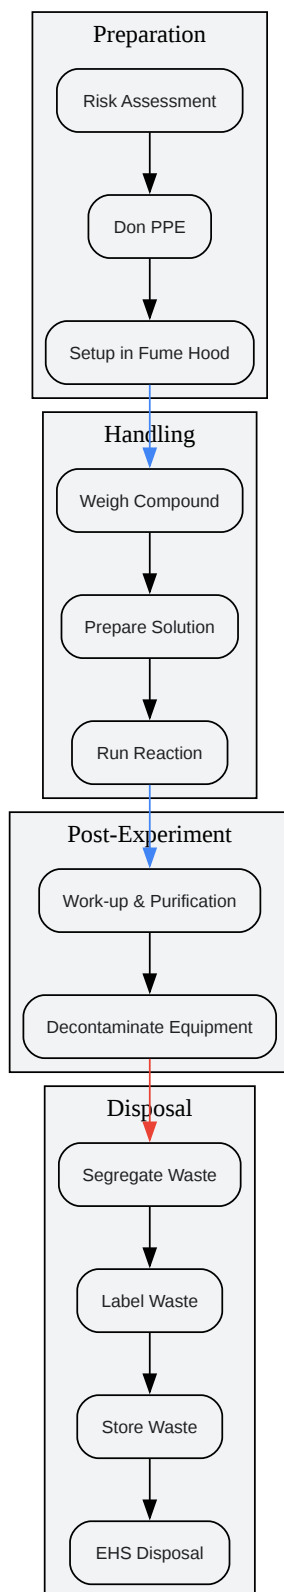 Preparation
Risk Assessment
Don PPE
Setup in Fume Hood
Handling
Weigh Compound
Prepare Solution
Run Reaction
Post-Experiment
Work-up & Purification
Decontaminate Equipment
Disposal
Segregate Waste
Label Waste
Store Waste
EHS Disposal